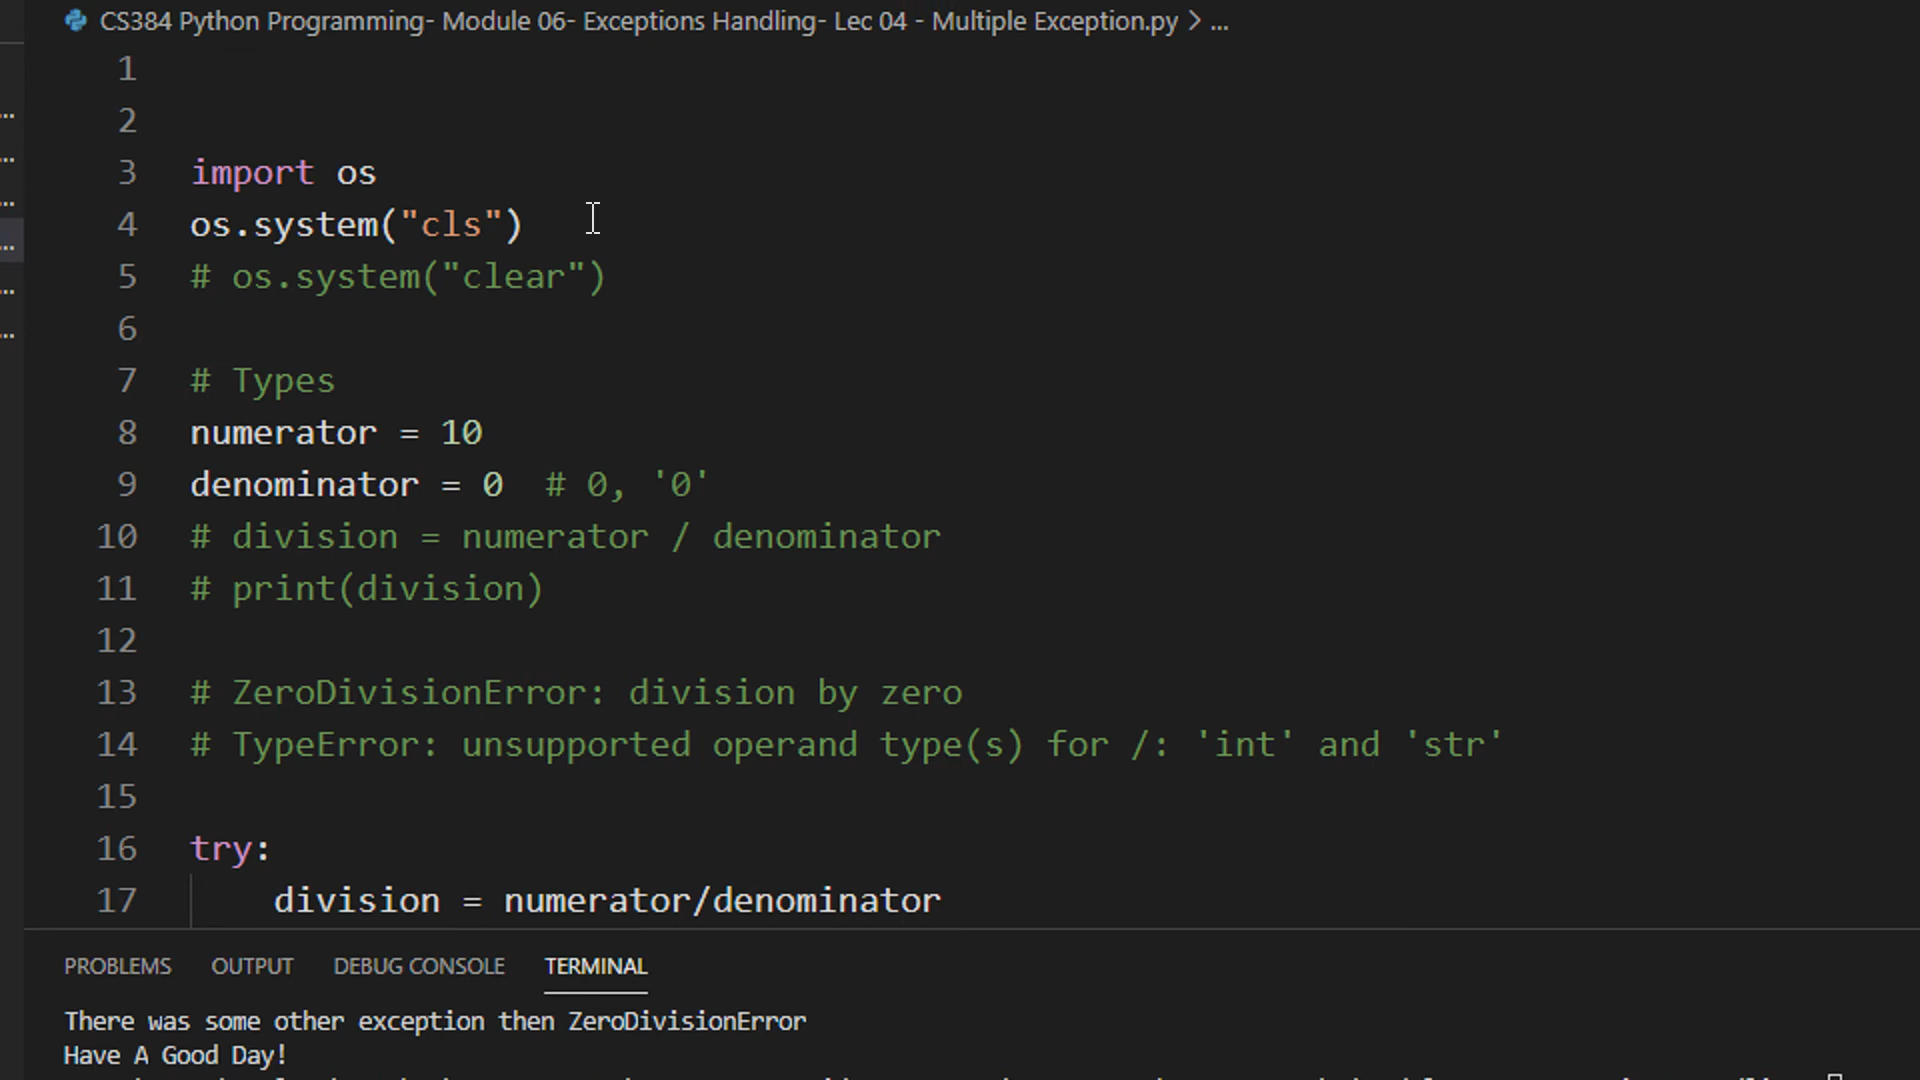 CS384 Python Programming- Module 06- Exceptions Handling- Lec 04 - Multiple Exception.py > ...
1
2
3 import os
4 os.system("cls")
5 # os.system("clear")
6
7 # Types
8 numerator = 10
9 denominator = 0 # 0, '0'
10 # division = numerator / denominator
11 # print(division)
12
13 # ZeroDivisionError: division by zero
14 # TypeError: unsupported operand type(s) for /: 'int' and 'str'
15
16 try:
17 division = numerator/denominator
PROBLEMS OUTPUT DEBUG CONSOLE TERMINAL
There was some other exception then ZeroDivisionError
Have A Good Day!